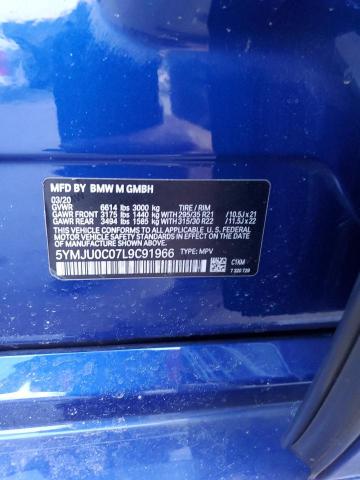 MFD BY BMW M GMBH
03/20
GVWR 6614 lbs 3000 kg TIRE / RIM
GAWR FRONT 3175 lbs 1440 kg WITH 295/35 R21 /10.5J x 21
GAWR REAR 3494 lbs 1585 kg WITH 315/30 R22 /11.5J x 22
THIS VEHICLE CONFORMS TO ALL APPLICABLE U.S. FEDERAL
MOTOR VEHICLE SAFETY STANDARDS IN EFFECT ON THE
DATE OF MANUFACTURE SHOWN ABOVE.
5YMJU0C07L9C91966 TYPE: MPV
C1XM
7 320 729